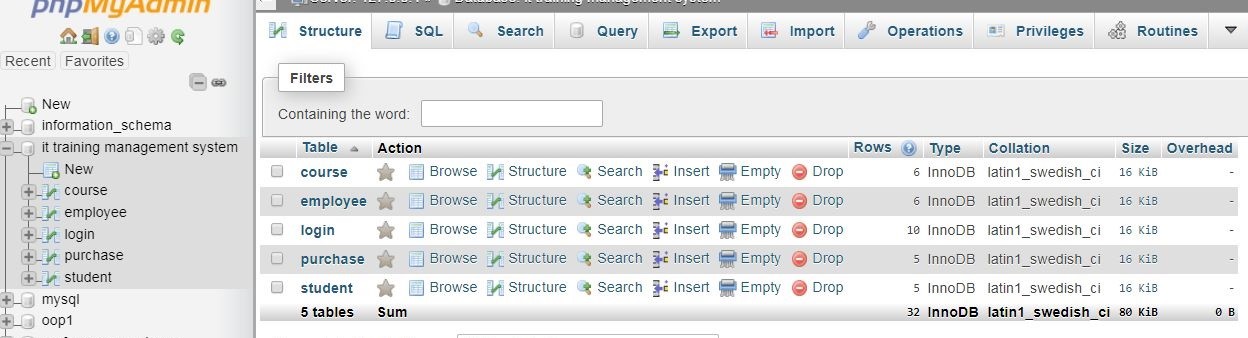 phpMyAdmin
Recent Favorites
New
information_schema
it training management system
New
course
employee
login
purchase
student
mysql
oop1
Database: it training management system
Structure SQL Search Query Export Import Operations Privileges Routines
Filters
Containing the word:
Table Action Rows Type Collation Size Overhead
course Browse Structure Search Insert Empty Drop 6 InnoDB latin1_swedish_ci 16 KiB -
employee Browse Structure Search Insert Empty Drop 6 InnoDB latin1_swedish_ci 16 KiB -
login Browse Structure Search Insert Empty Drop 10 InnoDB latin1_swedish_ci 16 KiB -
purchase Browse Structure Search Insert Empty Drop 5 InnoDB latin1_swedish_ci 16 KiB -
student Browse Structure Search Insert Empty Drop 5 InnoDB latin1_swedish_ci 16 KiB -
5 tables Sum 32 InnoDB latin1_swedish_ci 80 KiB 0 B